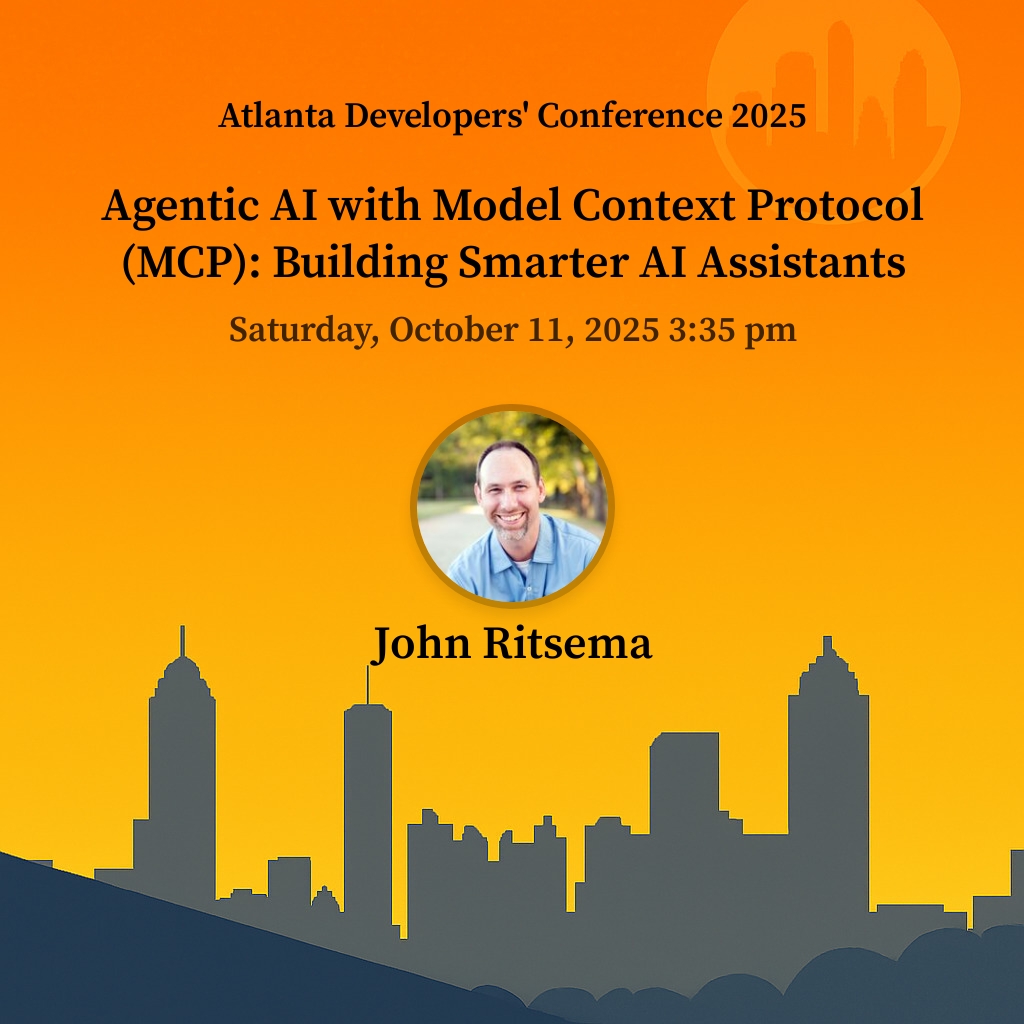 Atlanta Developers' Conference 2025
Agentic AI with Model Context Protocol
(MCP): Building Smarter AI Assistants
Saturday, October 11, 2025 3:35 pm
John Ritsema